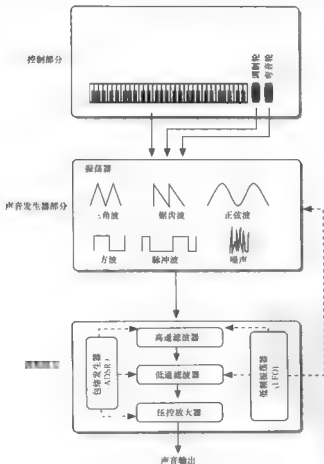 控制部分
调制轮
弯音轮
声音发生器部分
振荡器
三角波
锯齿波
正弦波
方波
脉冲波
噪声
包络发生器
(ADSR)
高通滤波器
低通滤波器
压控放大器
低频振荡器
(LFO)
声音输出